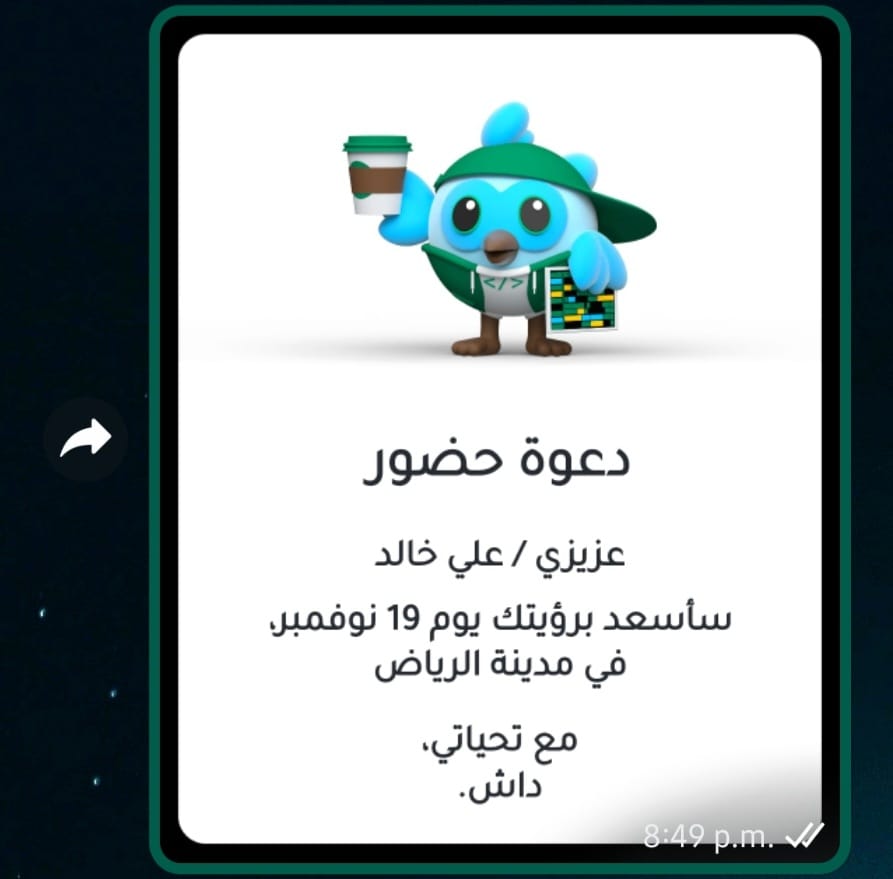 </>
دعوة حضور
عزيزي / علي خالد
سأسعد برؤيتك يوم 19 نوفمبر،
في مدينة الرياض
مع تحياتي،
داش.
8:49 p.m.